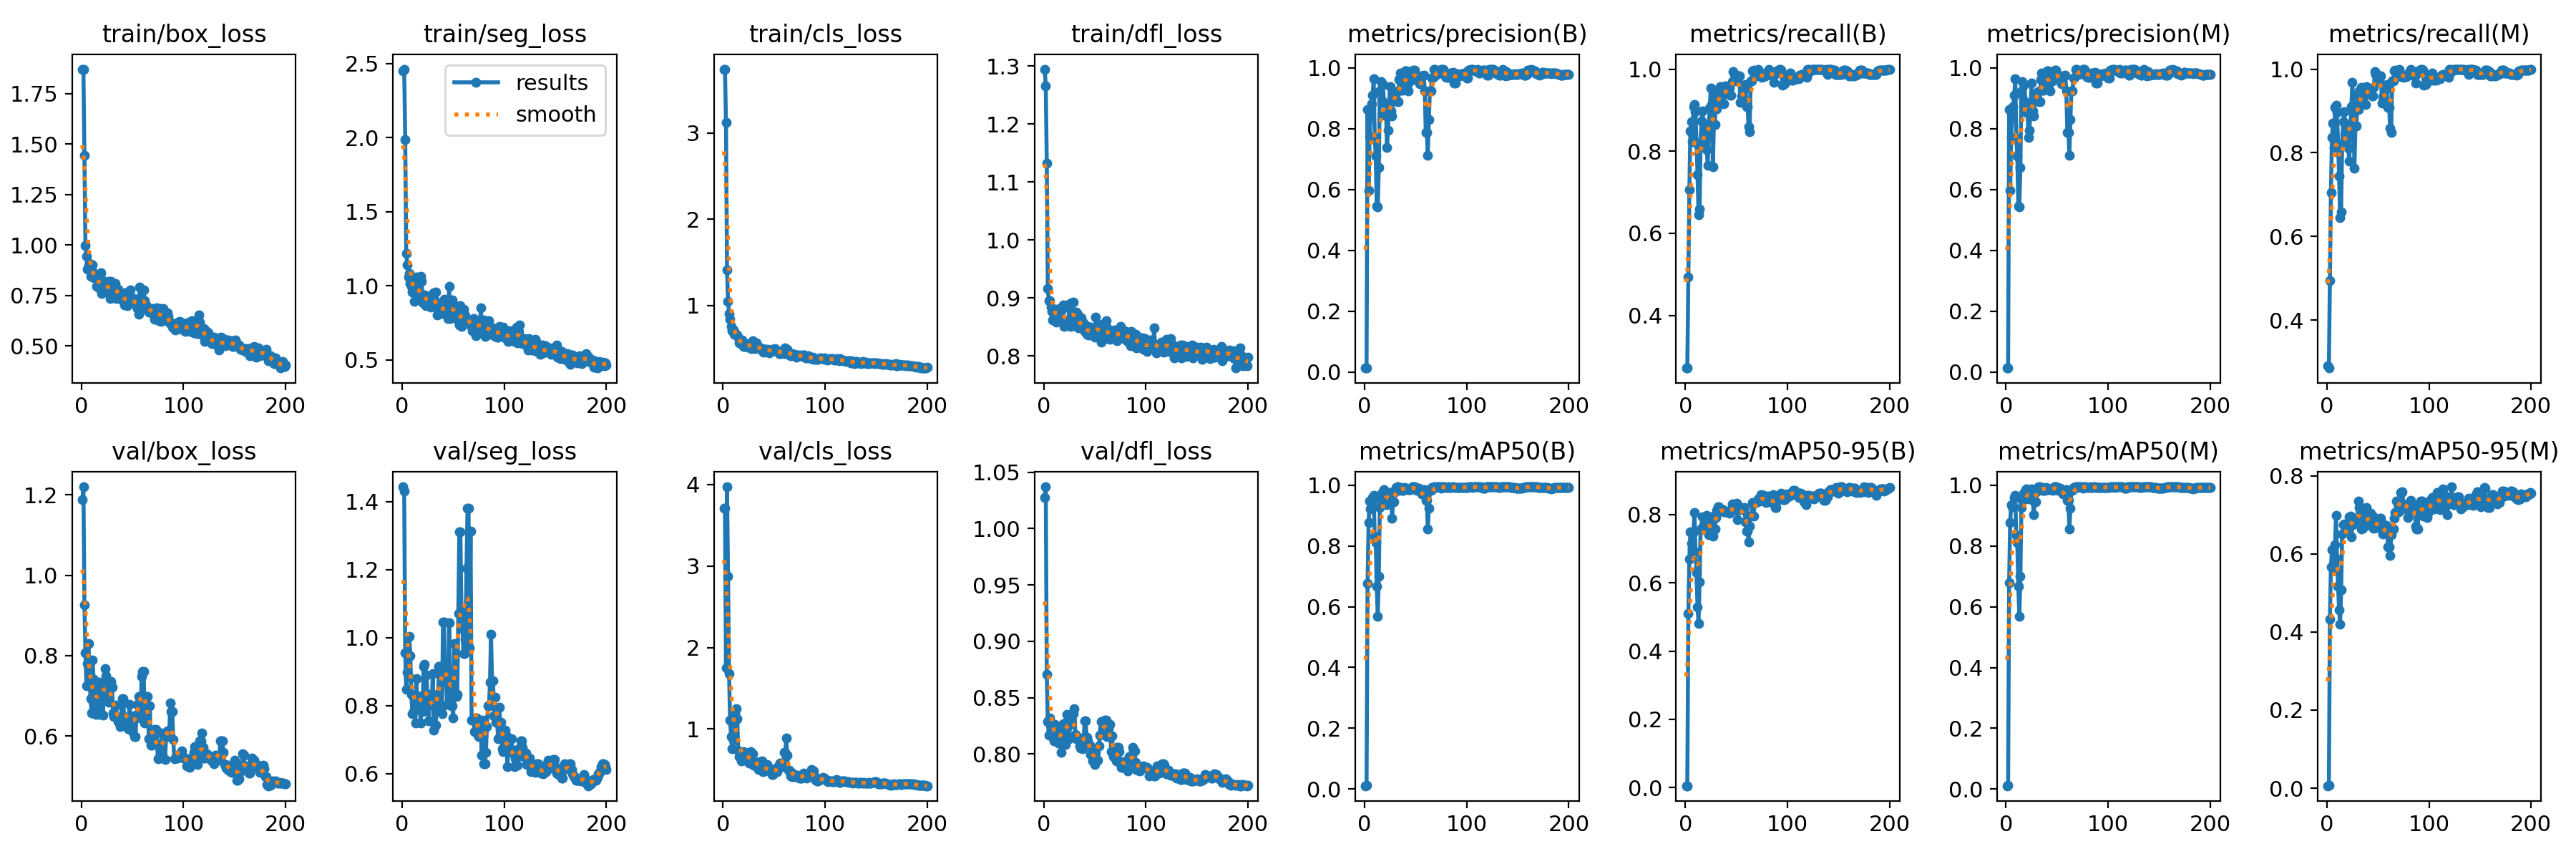 train/box_loss
train/seg_loss
train/cls_loss
train/dfl_loss
metrics/precision(B)
metrics/recall(B)
metrics/precision(M)
metrics/recall(M)
1.75
1.50
1.25
1.00
0.75
0.50
0 100 200
2.5
2.0
1.5
1.0
0.5
results
smooth
0 100 200
3
2
1
0 100 200
1.3
1.2
1.1
1.0
0.9
0.8
0 100 200
1.0
0.8
0.6
0.4
0.2
0.0
0 100 200
1.0
0.8
0.6
0.4
0 100 200
1.0
0.8
0.6
0.4
0.2
0.0
0 100 200
1.0
0.8
0.6
0.4
0 100 200
val/box_loss
val/seg_loss
val/cls_loss
val/dfl_loss
metrics/mAP50(B)
metrics/mAP50-95(B)
metrics/mAP50(M)
metrics/mAP50-95(M)
1.2
1.0
0.8
0.6
0 100 200
1.4
1.2
1.0
0.8
0.6
0 100 200
4
3
2
1
0 100 200
1.05
1.00
0.95
0.90
0.85
0.80
0 100 200
1.0
0.8
0.6
0.4
0.2
0.0
0 100 200
0.8
0.6
0.4
0.2
0.0
0 100 200
1.0
0.8
0.6
0.4
0.2
0.0
0 100 200
0.8
0.6
0.4
0.2
0.0
0 100 200